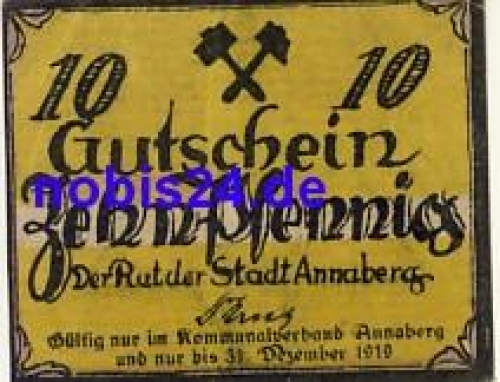 10 10
Gutschein
nobis24.de
Zehn Pfennig
Der Rat der Stadt Annaberg
Gültig nur im Kommunalverband Annaberg
und nur bis 31. Dezember 1919